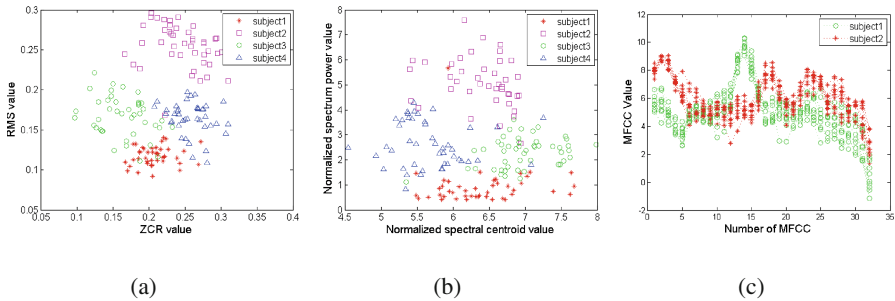 0.3
0.25
0.2
0.15
0.1
0.05
RMS value
0.05 0.1 0.15 0.2 0.25 0.3 0.35 0.4
ZCR value
subject1
subject2
subject3
subject4
(a)
8
7
6
5
4
3
2
1
0
Normalized spectrum power value
4.5 5 5.5 6 6.5 7 7.5 8
Normalized spectral centroid value
subject1
subject2
subject3
subject4
(b)
12
10
8
6
4
2
0
-2
MFCC Value
0 5 10 15 20 25 30 35
Number of MFCC
subject1
subject2
(c)